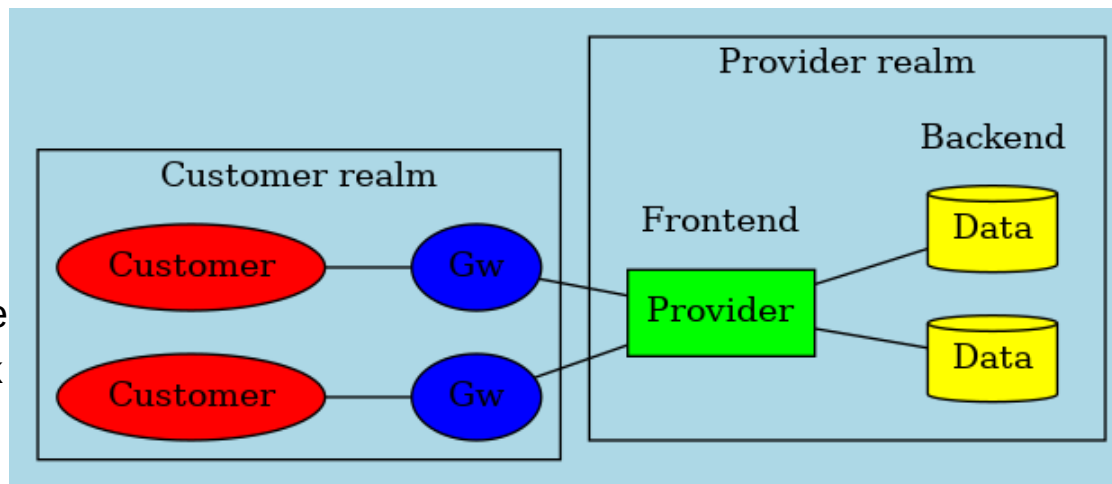 Provider realm
Backend
Customer realm
Data
Frontend
Customer
Gw
Provider
Data
Customer
Gw